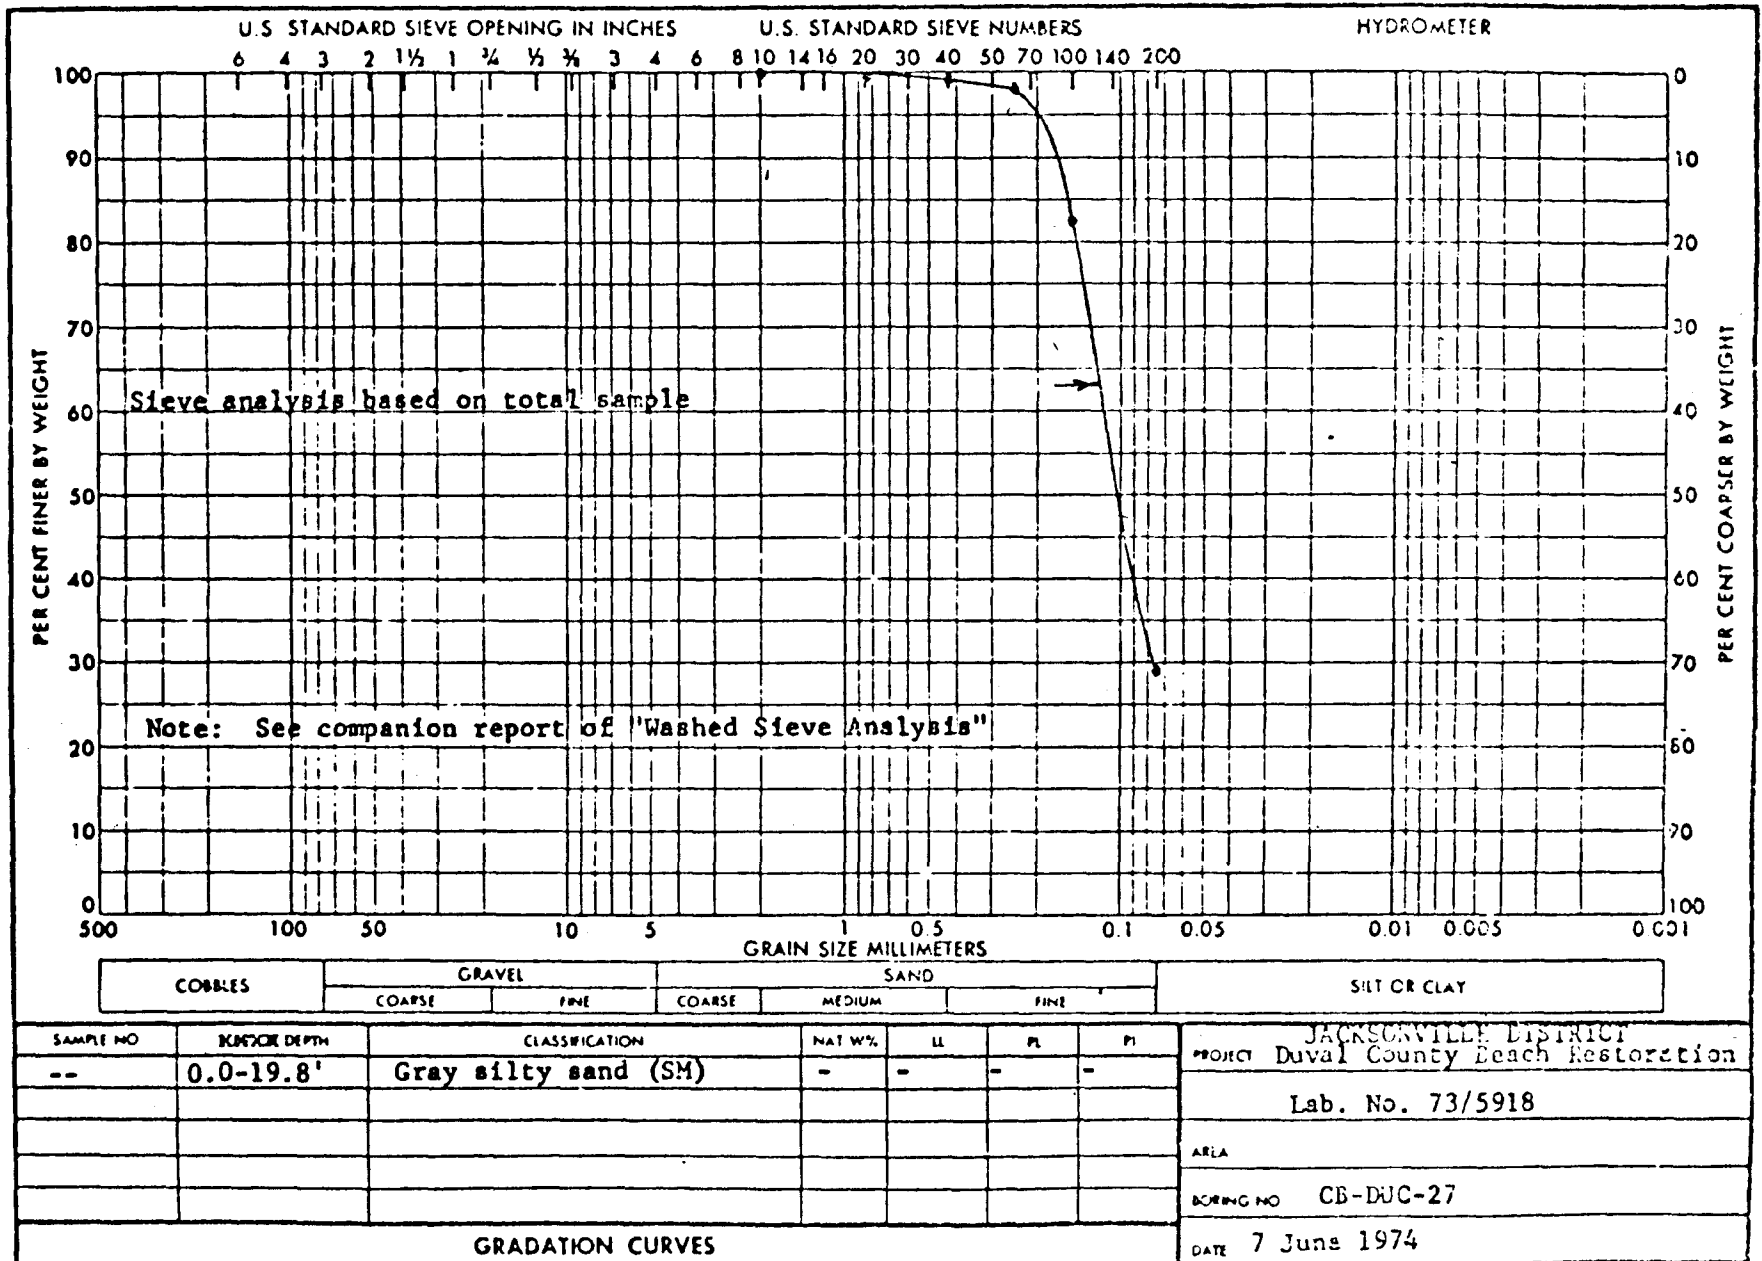 U.S STANDARD SIEVE OPENING IN INCHES U.S. STANDARD SIEVE NUMBERS HYDROMETER
6 4 3 2 1½ 1 ¾ ½ ⅜ 3 4 6 8 10 14 16 20 30 40 50 70 100 140 200
100 0
90 10
80 20
70 30
Sieve analysis based on total sample
60 40
50 50
40 60
30 70
Note: See companion report of "Washed Sieve Analysis"
20 80
10 90
0 100
PER CENT FINER BY WEIGHT
PER CENT COARSER BY WEIGHT
500 100 50 10 5 1 0.5 0.1 0.05 0.01 0.005 0.001
GRAIN SIZE MILLIMETERS
COBBLES GRAVEL SAND SILT OR CLAY
COARSE FINE COARSE MEDIUM FINE
SAMPLE NO DEPTH CLASSIFICATION NAT W% LL PL PI
-- 0.0-19.8' Gray silty sand (SM) - - - -
JACKSONVILLE DISTRICT
PROJECT Duval County Beach Restoration
Lab. No. 73/5918
AREA
BORING NO CB-DUC-27
DATE 7 June 1974
GRADATION CURVES